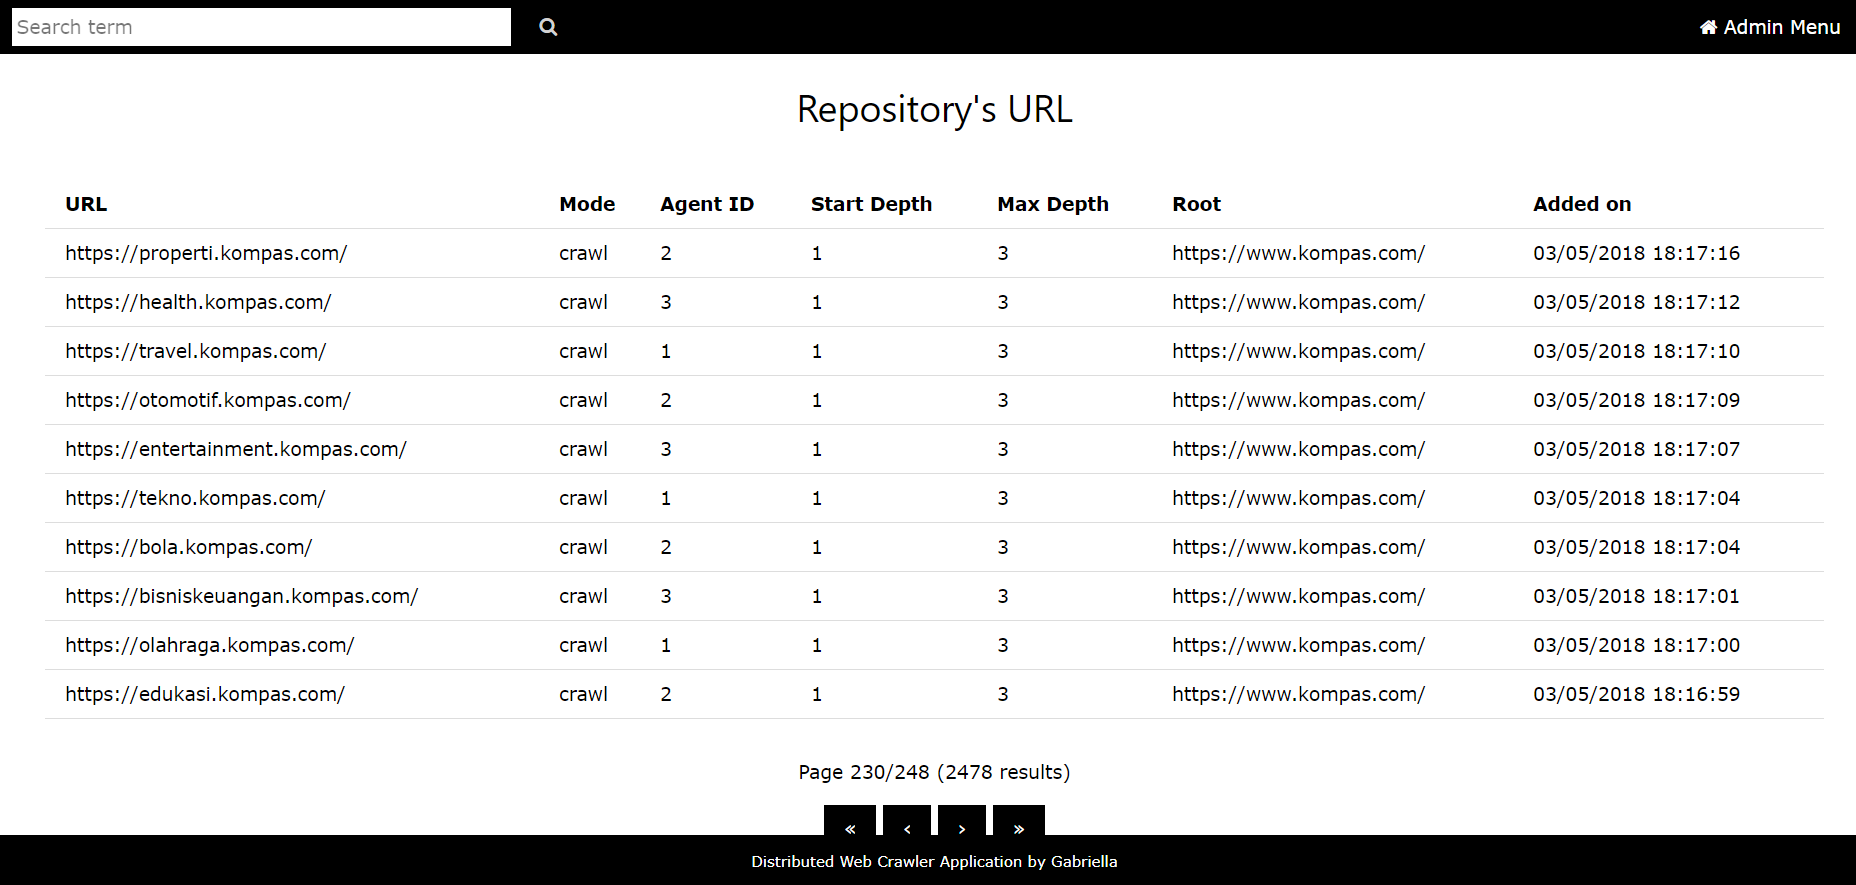 Search term
Admin Menu
Repository's URL
URL Mode Agent ID Start Depth Max Depth Root Added on
https://properti.kompas.com/ crawl 2 1 3 https://www.kompas.com/ 03/05/2018 18:17:16
https://health.kompas.com/ crawl 3 1 3 https://www.kompas.com/ 03/05/2018 18:17:12
https://travel.kompas.com/ crawl 1 1 3 https://www.kompas.com/ 03/05/2018 18:17:10
https://otomotif.kompas.com/ crawl 2 1 3 https://www.kompas.com/ 03/05/2018 18:17:09
https://entertainment.kompas.com/ crawl 3 1 3 https://www.kompas.com/ 03/05/2018 18:17:07
https://tekno.kompas.com/ crawl 1 1 3 https://www.kompas.com/ 03/05/2018 18:17:04
https://bola.kompas.com/ crawl 2 1 3 https://www.kompas.com/ 03/05/2018 18:17:04
https://bisniskeuangan.kompas.com/ crawl 3 1 3 https://www.kompas.com/ 03/05/2018 18:17:01
https://olahraga.kompas.com/ crawl 1 1 3 https://www.kompas.com/ 03/05/2018 18:17:00
https://edukasi.kompas.com/ crawl 2 1 3 https://www.kompas.com/ 03/05/2018 18:16:59
Page 230/248 (2478 results)
« ‹ › »
Distributed Web Crawler Application by Gabriella